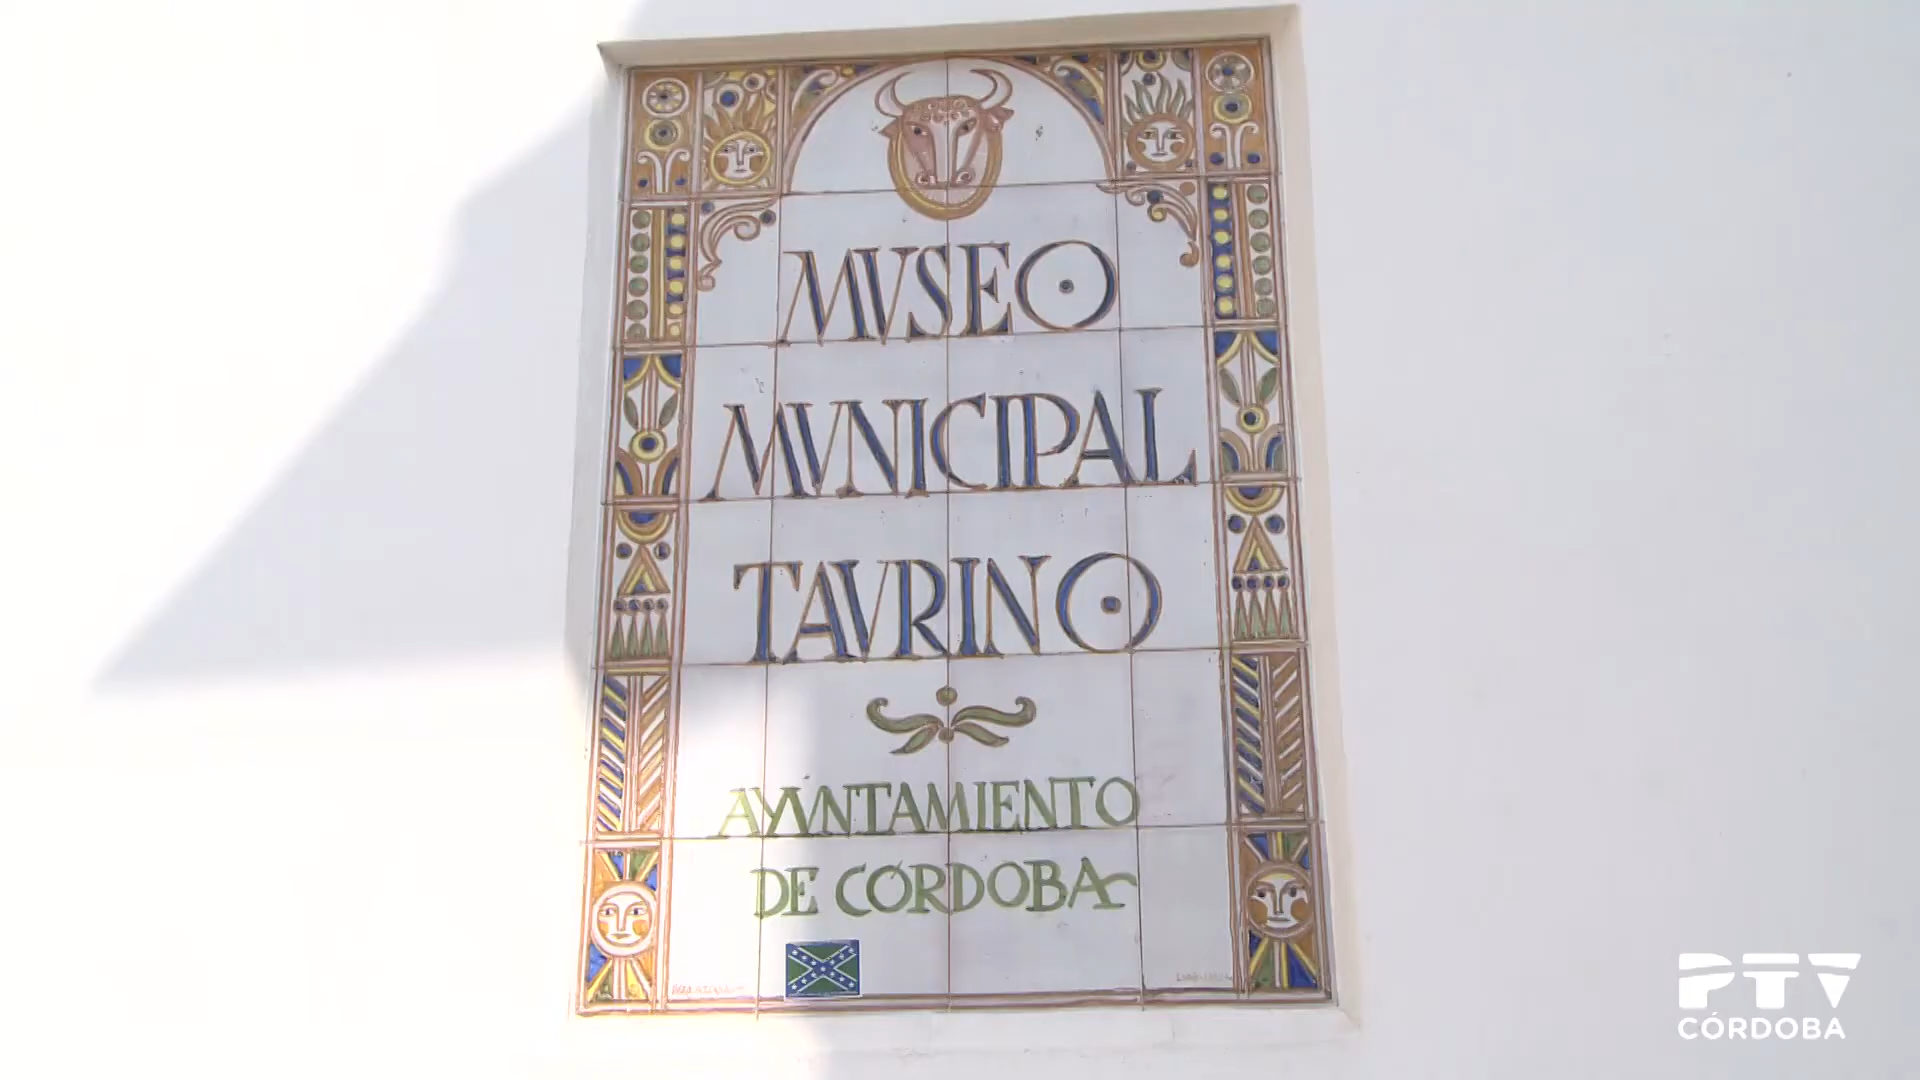 MVSEO
MVNICIPAL
TAVRINO
AYVNTAMIENTO
DE CÓRDOBA
PTV
CÓRDOBA